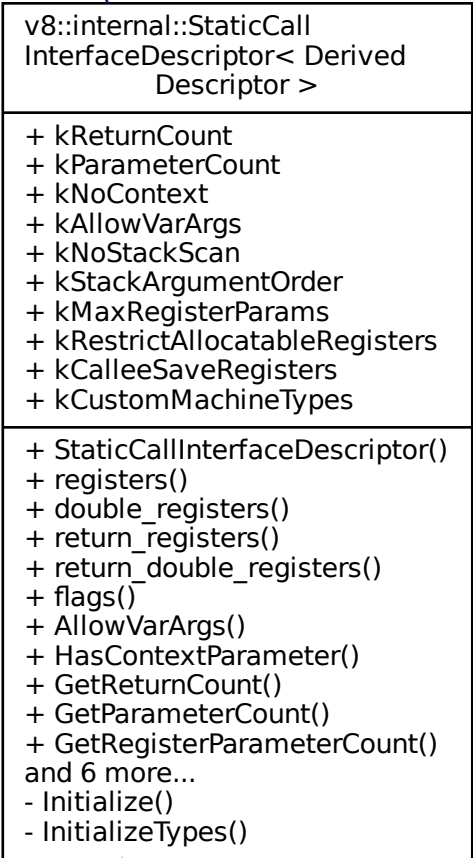 v8::internal::StaticCall
InterfaceDescriptor< Derived
Descriptor >
+ kReturnCount
+ kParameterCount
+ kNoContext
+ kAllowVarArgs
+ kNoStackScan
+ kStackArgumentOrder
+ kMaxRegisterParams
+ kRestrictAllocatableRegisters
+ kCalleeSaveRegisters
+ kCustomMachineTypes
+ StaticCallInterfaceDescriptor()
+ registers()
+ double_registers()
+ return_registers()
+ return_double_registers()
+ flags()
+ AllowVarArgs()
+ HasContextParameter()
+ GetReturnCount()
+ GetParameterCount()
+ GetRegisterParameterCount()
and 6 more...
- Initialize()
- InitializeTypes()